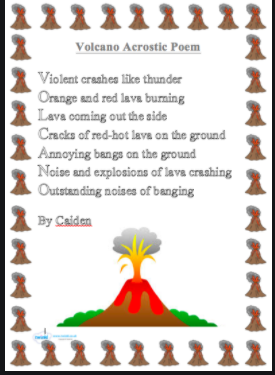 Volcano Acrostic Poem
Violent crashes like thunder
Orange and red lava burning
Lava coming out the side
Cracks of red-hot lava on the ground
Annoying bangs on the ground
Noise and explosions of lava crashing
Outstanding noises of banging
By Caiden